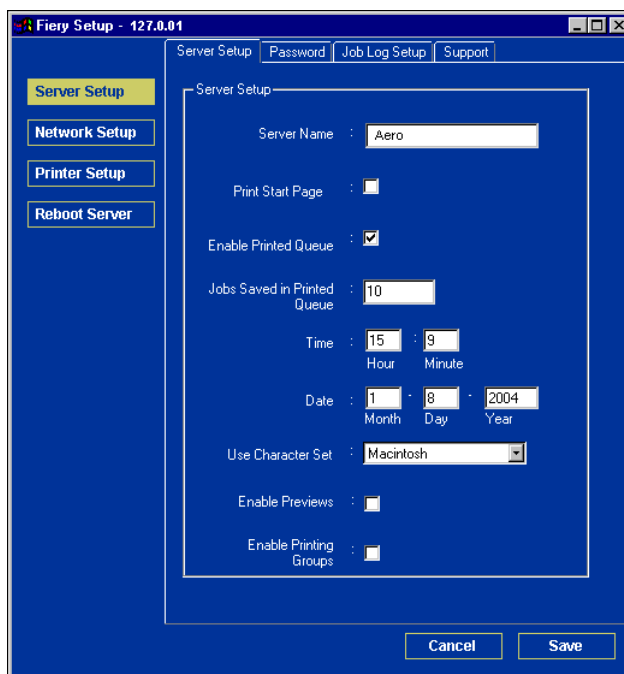 Fiery Setup - 127.0.01
Server Setup Password Job Log Setup Support
Server Setup
Network Setup
Printer Setup
Reboot Server
Server Setup
Server Name : Aero
Print Start Page :
Enable Printed Queue :
Jobs Saved in Printed Queue : 10
Time : 15 : 9
Hour Minute
Date : 1 - 8 - 2004
Month Day Year
Use Character Set : Macintosh
Enable Previews :
Enable Printing Groups :
Cancel Save